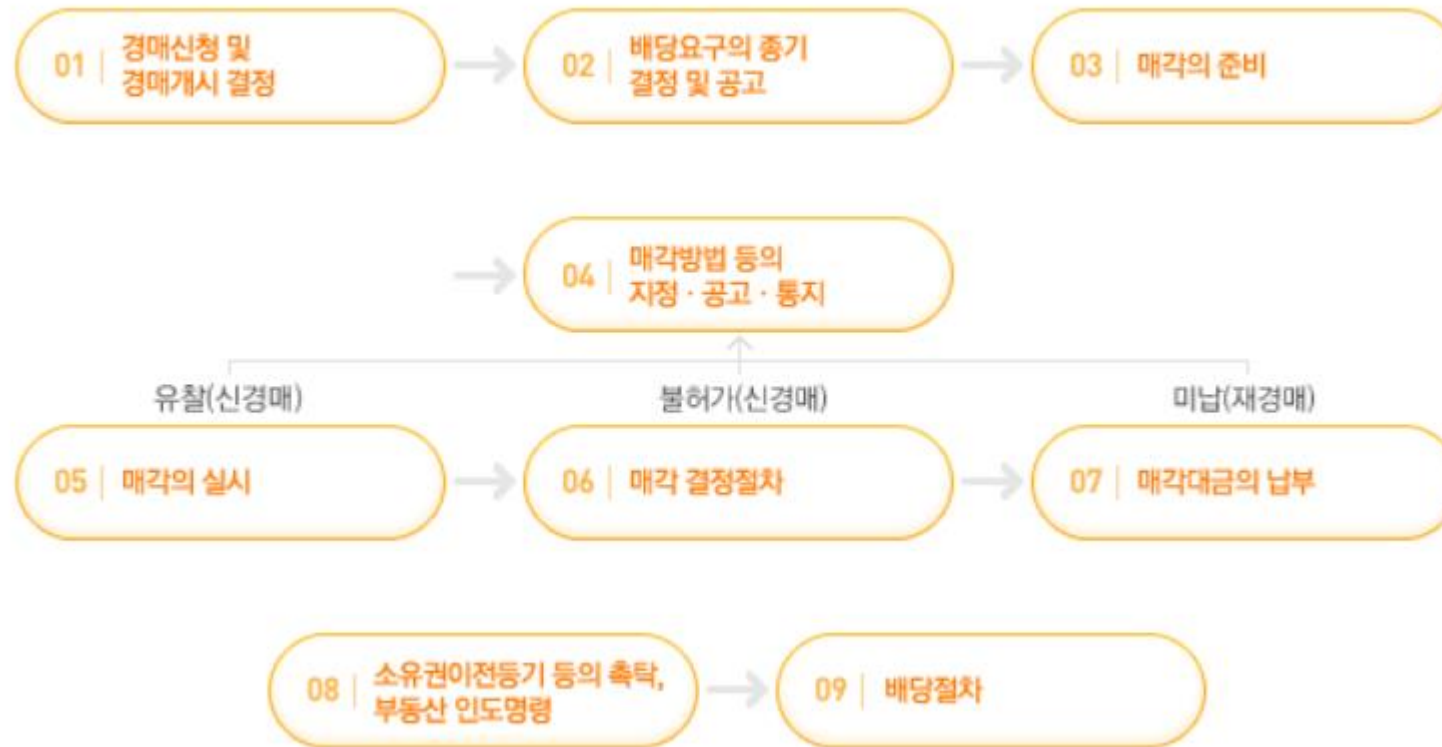 01 경매신청 및
경매개시 결정
02 배당요구의 종기
결정 및 공고
03 매각의 준비
04 매각방법 등의
지정 · 공고 · 통지
유찰(신경매)
불허가(신경매)
미납(재경매)
05 매각의 실시
06 매각 결정절차
07 매각대금의 납부
08 소유권이전등기 등의 촉탁,
부동산 인도명령
09 배당절차